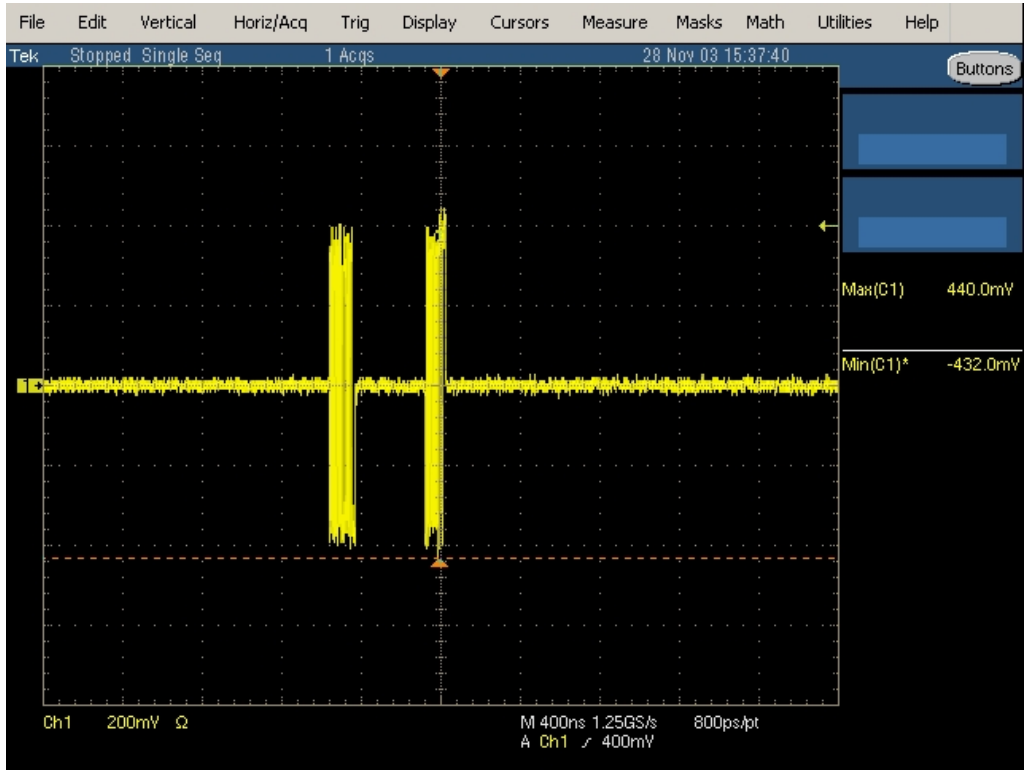 File Edit Vertical Horiz/Acq Trig Display Cursors Measure Masks Math Utilities Help
Tek Stopped Single Seq 1 Acqs 28 Nov 03 15:37:40
Buttons
Max(C1) 440.0mV
1
Min(C1)* -432.0mV
Ch1 200mV Ω M 400ns 1.25GS/s 800ps/pt
A Ch1 ⁄ 400mV